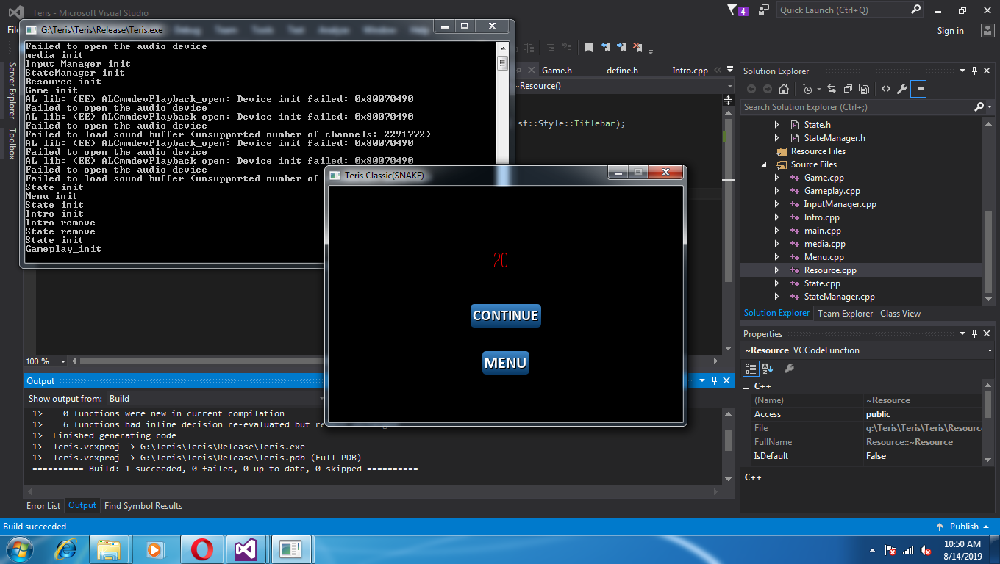 Teris - Microsoft Visual Studio
4
Quick Launch (Ctrl+Q)
Sign in
G:\Teris\Teris\Release\Teris.exe
Debug Team Tools Test Analyze Window Help
Failed to open the audio device
media init
Input Manager init
StateManager init
Resource init
Game init
AL lib: (EE) ALCmmdevPlayback_open: Device init failed: 0x80070490
Failed to open the audio device
AL lib: (EE) ALCmmdevPlayback_open: Device init failed: 0x80070490
Failed to open the audio device
Failed to load sound buffer (unsupported number of channels: 2291772)
AL lib: (EE) ALCmmdevPlayback_open: Device init failed: 0x80070490
Failed to open the audio device
AL lib: (EE) ALCmmdevPlayback_open: Device init failed: 0x80070490
Failed to open the audio device
Failed to load sound buffer (unsupported number of
State init
Menu init
State init
Intro init
Intro remove
State remove
State init
Gameplay_init
Server Explorer
Toolbox
Game.h
define.h
Intro.cpp
~Resource()
sf::Style::Titlebar);
Teris Classic(SNAKE)
20
CONTINUE
MENU
100 %
Output
Show output from: Build
1> 0 functions were new in current compilation
1> 6 functions had inline decision re-evaluated but
1> Finished generating code
1> Teris.vcxproj -> G:\Teris\Teris\Release\Teris.exe
1> Teris.vcxproj -> G:\Teris\Teris\Release\Teris.pdb (Full PDB)
========== Build: 1 succeeded, 0 failed, 0 up-to-date, 0 skipped ==========
Error List Output Find Symbol Results
Solution Explorer
Search Solution Explorer (Ctrl+;)
State.h
StateManager.h
Resource Files
Source Files
Game.cpp
Gameplay.cpp
InputManager.cpp
Intro.cpp
main.cpp
media.cpp
Menu.cpp
Resource.cpp
State.cpp
StateManager.cpp
Solution Explorer Team Explorer Class View
Properties
~Resource VCCodeFunction
C++
(Name) ~Resource
Access public
File g:\Teris\Teris\Teris\Resource
FullName Resource::~Resource
IsDefault False
C++
Build succeeded
Publish
10:50 AM
8/14/2019